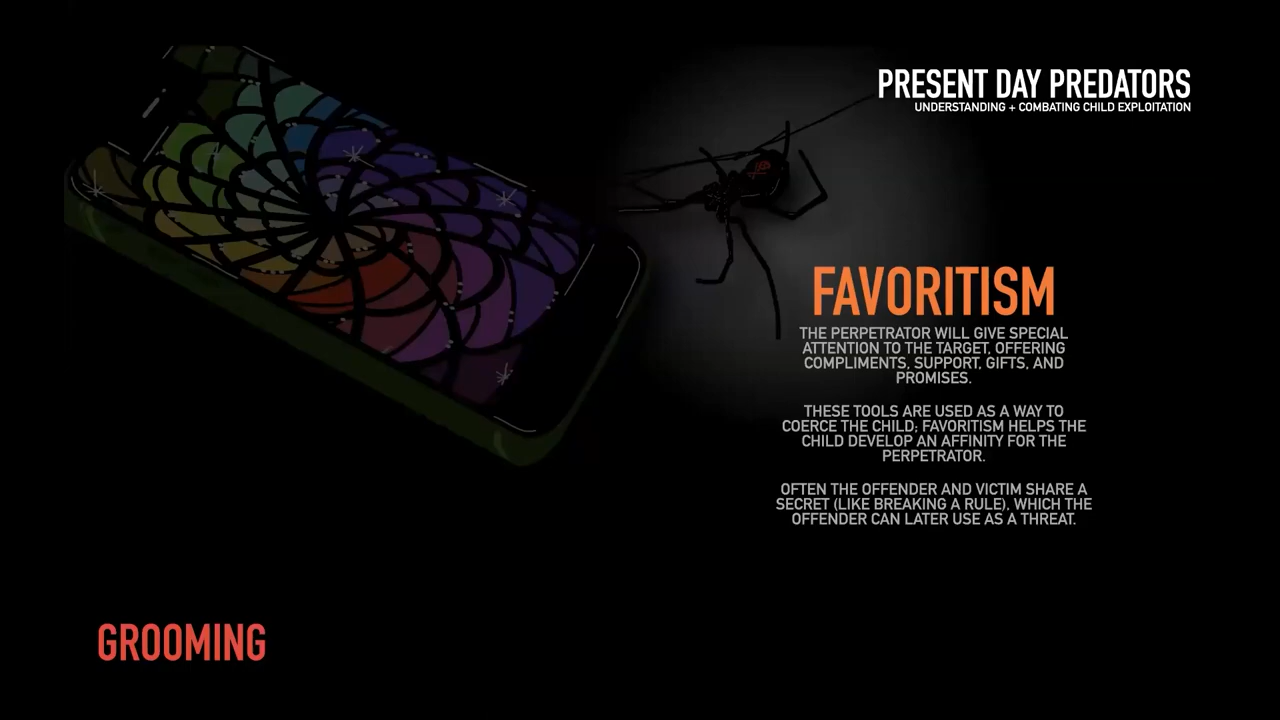 PRESENT DAY PREDATORS
UNDERSTANDING + COMBATING CHILD EXPLOITATION
FAVORITISM
THE PERPETRATOR WILL GIVE SPECIAL
ATTENTION TO THE TARGET, OFFERING
COMPLIMENTS, SUPPORT, GIFTS, AND
PROMISES.
THESE TOOLS ARE USED AS A WAY TO
COERCE THE CHILD; FAVORITISM HELPS THE
CHILD DEVELOP AN AFFINITY FOR THE
PERPETRATOR.
OFTEN THE OFFENDER AND VICTIM SHARE A
SECRET (LIKE BREAKING A RULE), WHICH THE
OFFENDER CAN LATER USE AS A THREAT.
GROOMING